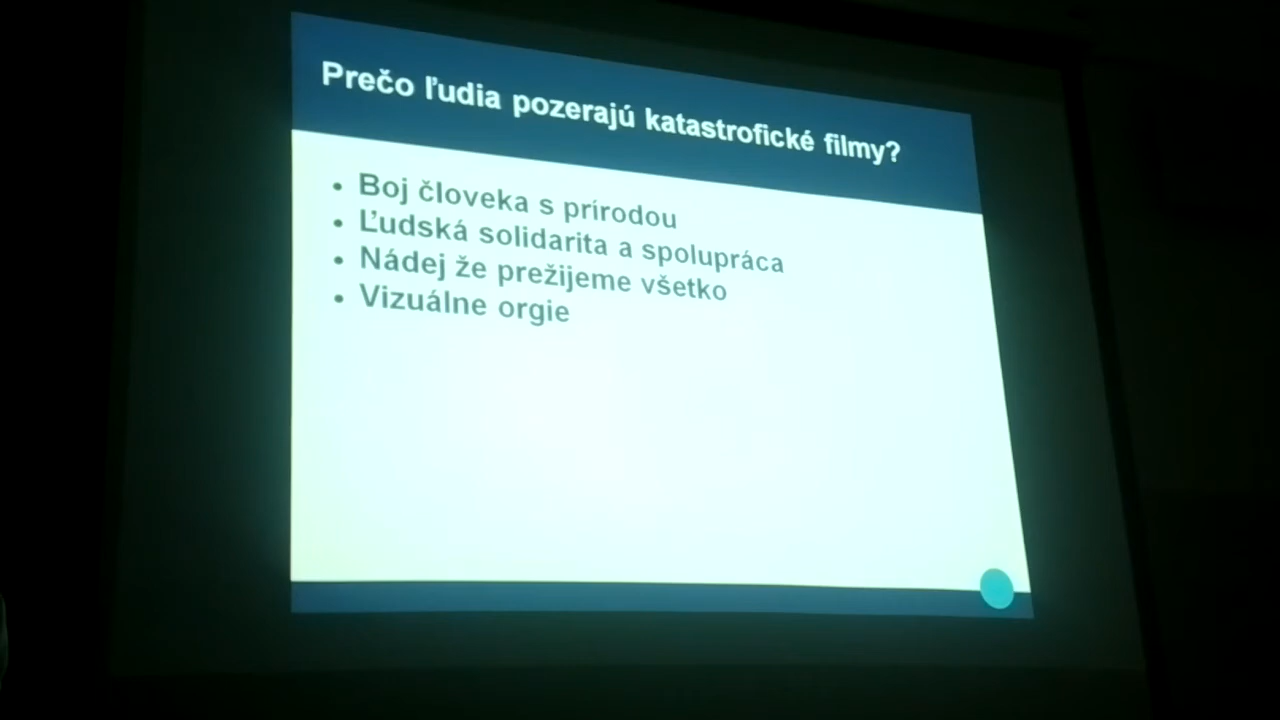 Prečo ľudia pozerajú katastrofické filmy?
• Boj človeka s prírodou
• Ľudská solidarita a spolupráca
• Nádej že prežijeme všetko
• Vizuálne orgie